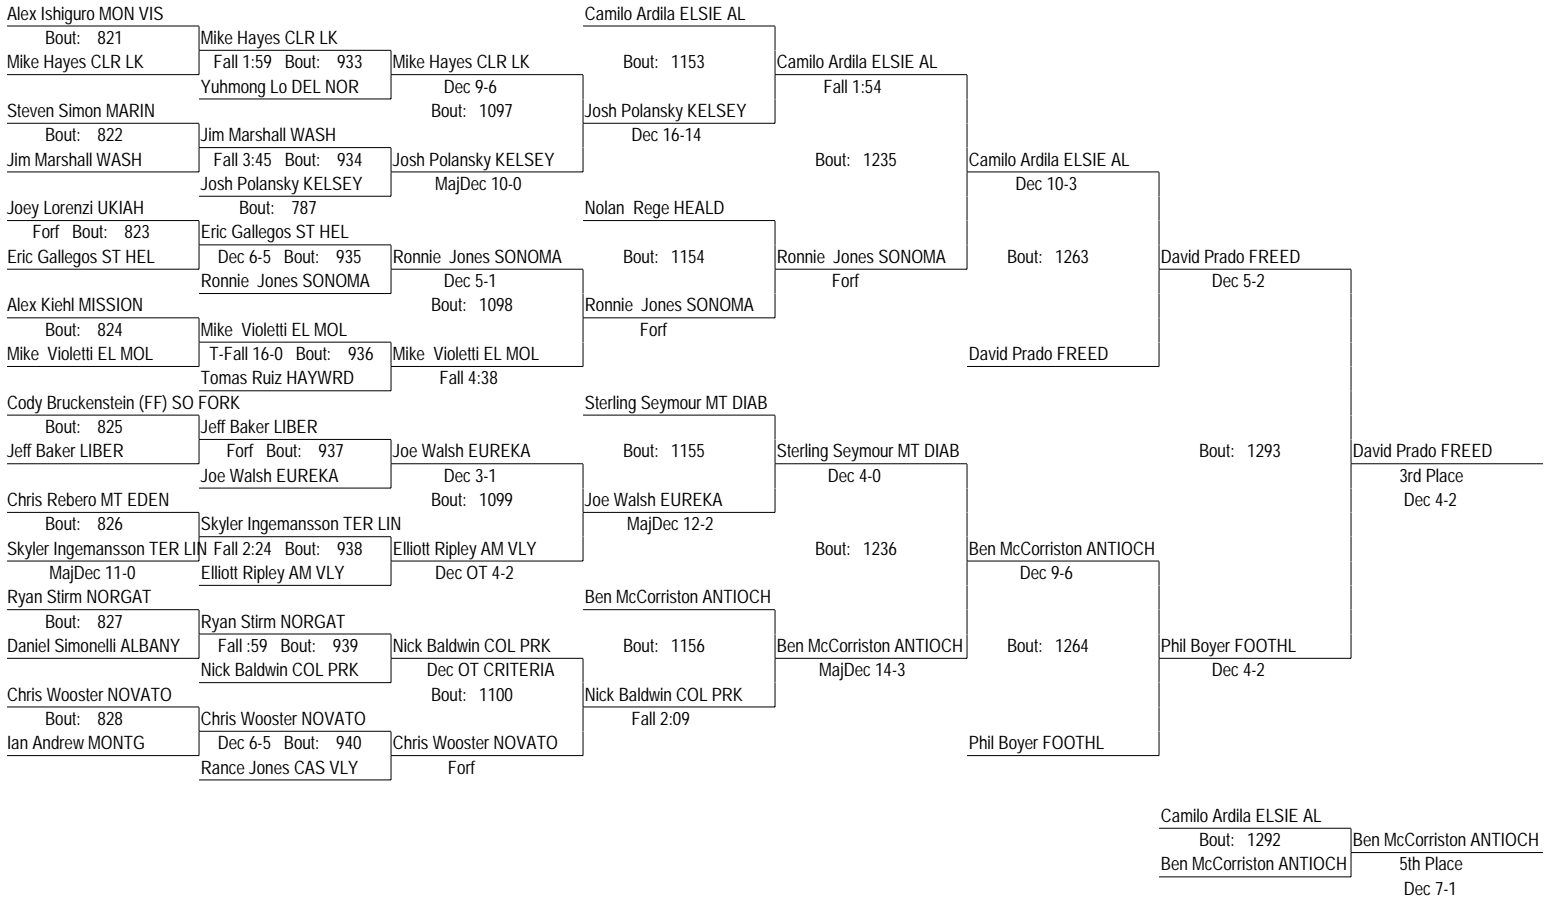 Alex Ishiguro MON VIS
Camilo Ardila ELSIE AL
Bout: 821
Mike Hayes CLR LK
Mike Hayes CLR LK
Fall 1:59 Bout: 933
Mike Hayes CLR LK
Bout: 1153
Camilo Ardila ELSIE AL
Yuhmong Lo DEL NOR
Dec 9-6
Fall 1:54
Steven Simon MARIN
Bout: 1097
Josh Polansky KELSEY
Bout: 822
Jim Marshall WASH
Dec 16-14
Jim Marshall WASH
Fall 3:45 Bout: 934
Josh Polansky KELSEY
Bout: 1235
Camilo Ardila ELSIE AL
Josh Polansky KELSEY
MajDec 10-0
Dec 10-3
Joey Lorenzi UKIAH
Bout: 787
Nolan Rege HEALD
Forf Bout: 823
Eric Gallegos ST HEL
Eric Gallegos ST HEL
Dec 6-5 Bout: 935
Ronnie Jones SONOMA
Bout: 1154
Ronnie Jones SONOMA
Bout: 1263
David Prado FREED
Ronnie Jones SONOMA
Dec 5-1
Forf
Dec 5-2
Alex Kiehl MISSION
Bout: 1098
Ronnie Jones SONOMA
Bout: 824
Mike Violetti EL MOL
Forf
Mike Violetti EL MOL
T-Fall 16-0 Bout: 936
Mike Violetti EL MOL
David Prado FREED
Tomas Ruiz HAYWRD
Fall 4:38
Cody Bruckenstein (FF) SO FORK
Sterling Seymour MT DIAB
Bout: 825
Jeff Baker LIBER
Jeff Baker LIBER
Forf Bout: 937
Joe Walsh EUREKA
Bout: 1155
Sterling Seymour MT DIAB
Bout: 1293
David Prado FREED
Joe Walsh EUREKA
Dec 3-1
Dec 4-0
3rd Place
Chris Rebero MT EDEN
Bout: 1099
Joe Walsh EUREKA
Dec 4-2
Bout: 826
Skyler Ingemansson TER LIN
MajDec 12-2
Skyler Ingemansson TER LIN
Fall 2:24 Bout: 938
Elliott Ripley AM VLY
Bout: 1236
Ben McCorriston ANTIOCH
MajDec 11-0
Elliott Ripley AM VLY
Dec OT 4-2
Dec 9-6
Ryan Stirm NORGAT
Ben McCorriston ANTIOCH
Bout: 827
Ryan Stirm NORGAT
Daniel Simonelli ALBANY
Fall :59 Bout: 939
Nick Baldwin COL PRK
Bout: 1156
Ben McCorriston ANTIOCH
Bout: 1264
Phil Boyer FOOTHL
Nick Baldwin COL PRK
Dec OT CRITERIA
MajDec 14-3
Dec 4-2
Chris Wooster NOVATO
Bout: 1100
Nick Baldwin COL PRK
Bout: 828
Chris Wooster NOVATO
Fall 2:09
Ian Andrew MONTG
Dec 6-5 Bout: 940
Chris Wooster NOVATO
Phil Boyer FOOTHL
Rance Jones CAS VLY
Forf
Camilo Ardila ELSIE AL
Bout: 1292
Ben McCorriston ANTIOCH
Ben McCorriston ANTIOCH
5th Place
Dec 7-1